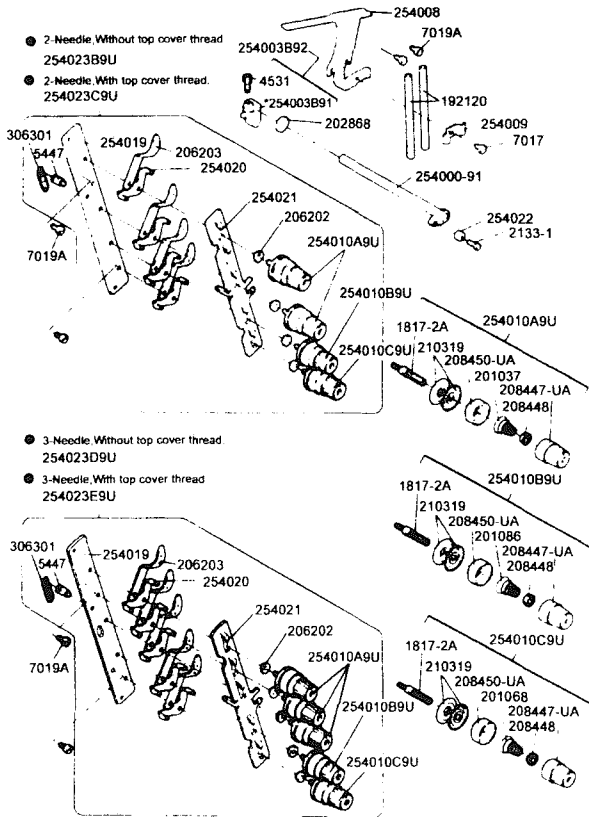 254008
7019A
2-Needle,Without top cover thread
254023B9U
254003B92
2-Needle,With top cover thread.
254023C9U
4531
*254003B91
192120
202868
254009
7017
306301
5447
254019
206203
254020
254000-91
254021
206202
254022
2133-1
7019A
254010A9U
254010B9U
254010C9U
254010A9U
1817-2A
210319
208450-UA
201037
208447-UA
208448
3-Needle,Without top cover thread.
254023D9U
3-Needle,With top cover thread
254023E9U
254010B9U
1817-2A
210319
208450-UA
201086
208447-UA
208448
306301
5447
254019
206203
254020
254021
206202
7019A
254010A9U
254010B9U
254010C9U
254010C9U
1817-2A
210319
208450-UA
201068
208447-UA
208448